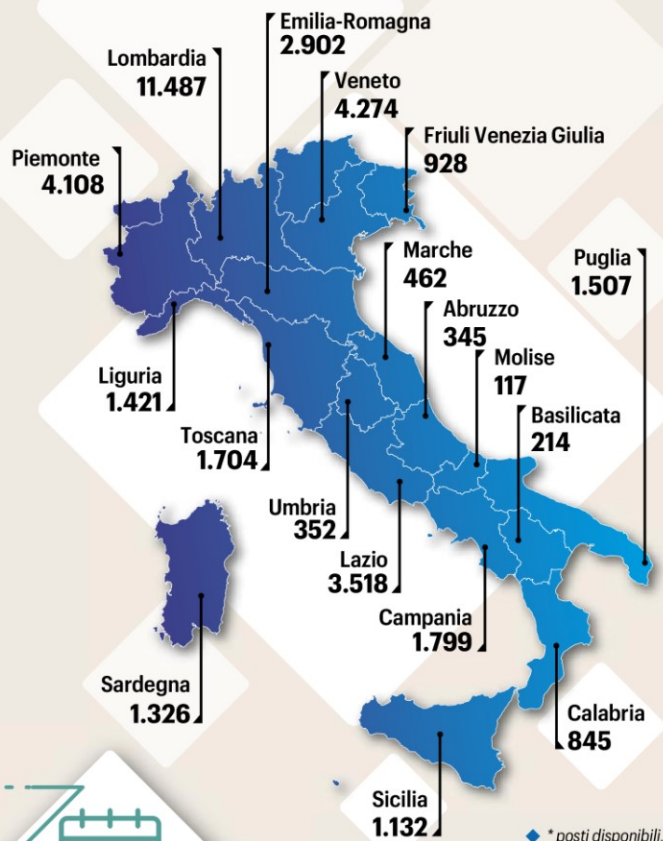 Emilia-Romagna
2.902
Lombardia
11.487
Veneto
4.274
Friuli Venezia Giulia
928
Piemonte
4.108
Marche
462
Puglia
1.507
Abruzzo
345
Molise
117
Liguria
1.421
Basilicata
214
Toscana
1.704
Umbria
352
Lazio
3.518
Campania
1.799
Sardegna
1.326
Calabria
845
Sicilia
1.132
* posti disponibili.